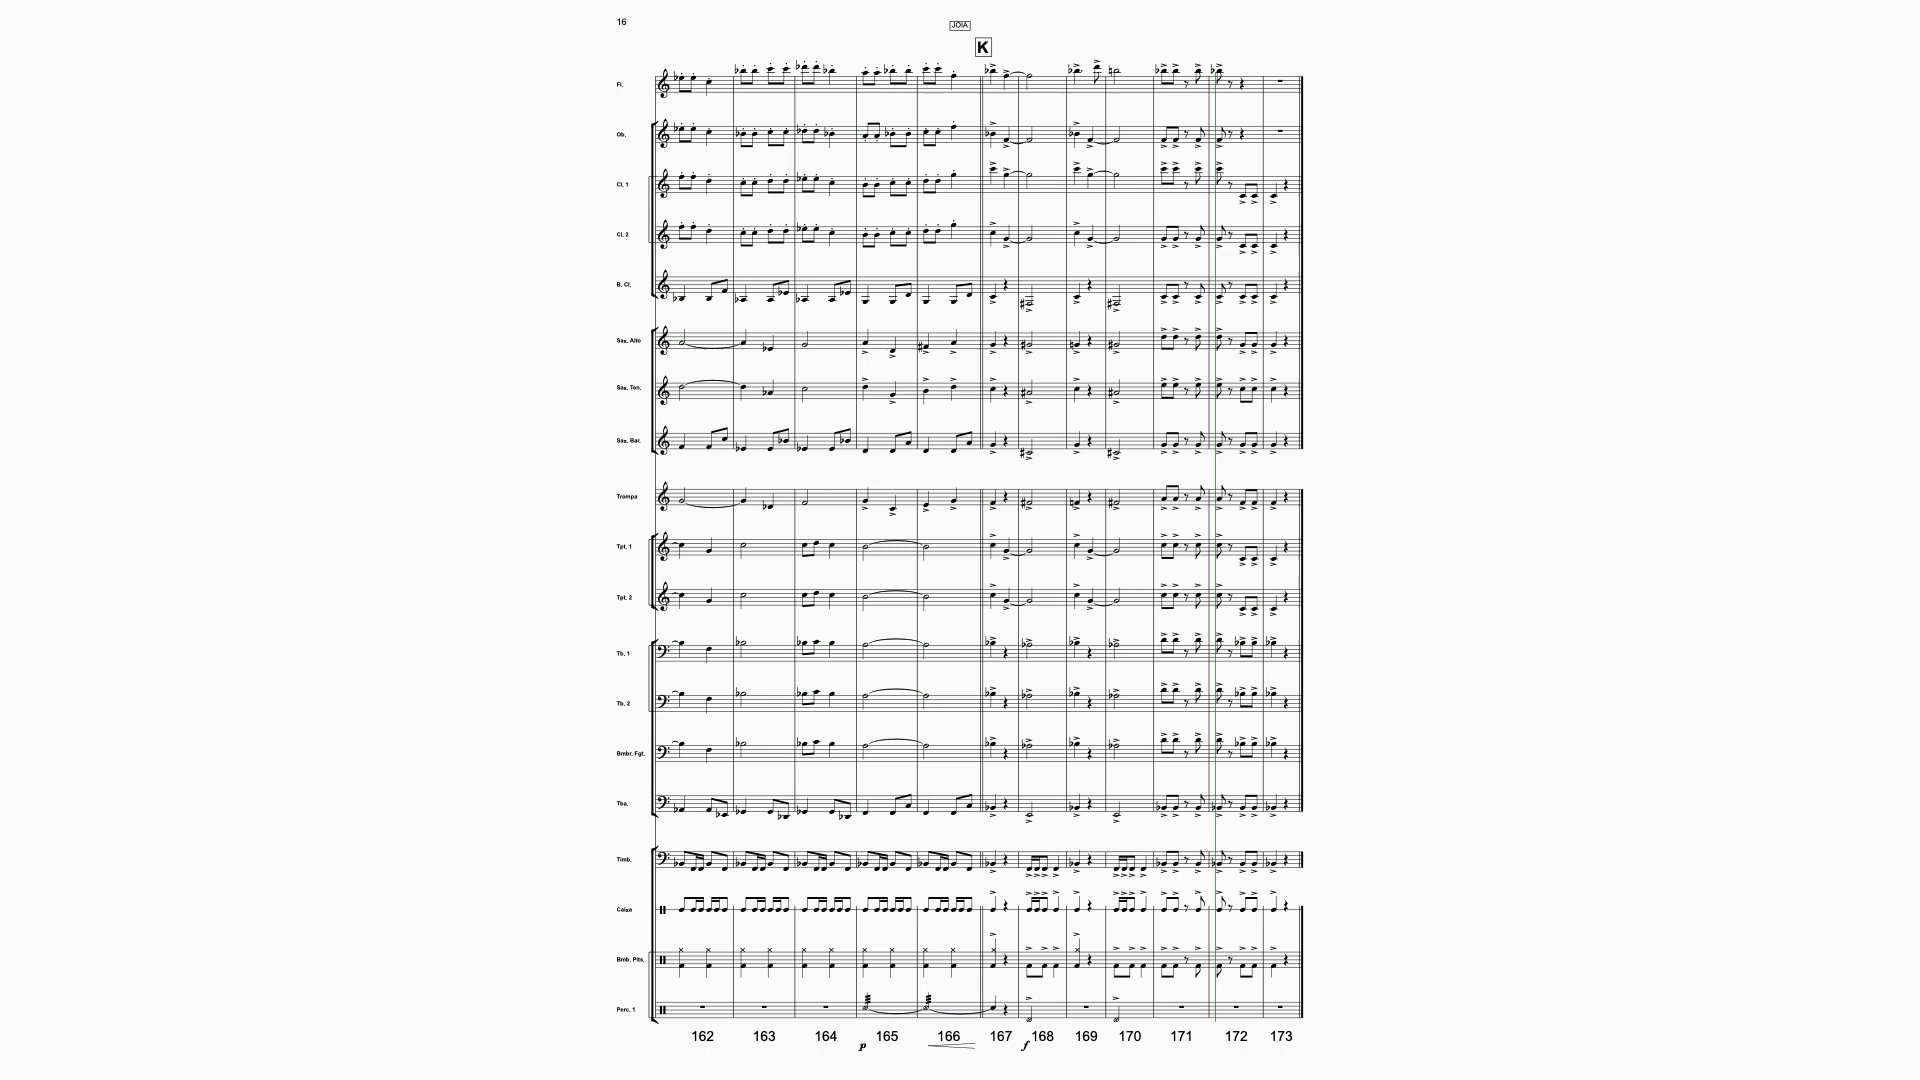 16
JOIA
K
Fl.
Ob.
Cl. 1
Cl. 2
B. Cl.
Sax. Alto
Sax. Ten.
Sax. Bar.
Trompa
Tpt. 1
Tpt. 2
Tb. 1
Tb. 2
Bmbr. Fgt.
Tba.
Timb.
Caixa
Bmb. Plts.
Perc. 1
162 163 164 165 166 167 168 169 170 171 172 173
p f